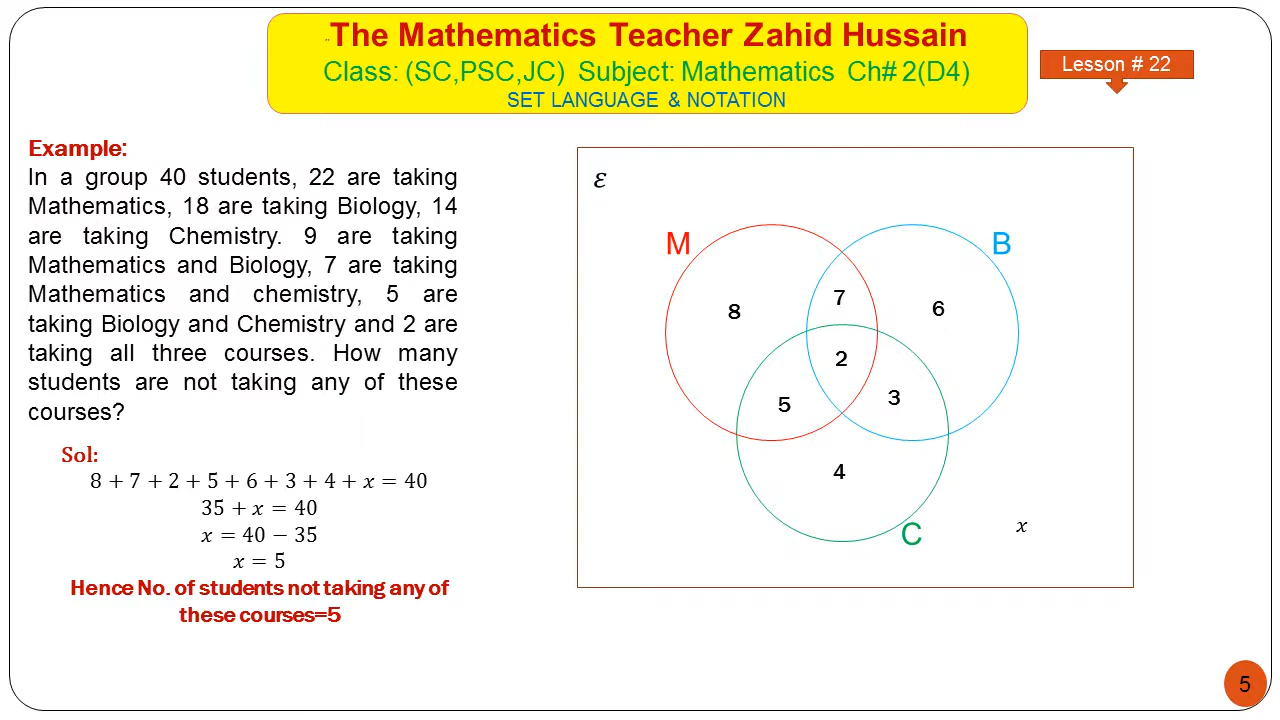 The Mathematics Teacher Zahid Hussain
Class: (SC,PSC,JC) Subject: Mathematics Ch# 2(D4)
SET LANGUAGE & NOTATION
Lesson # 22
Example:
In a group 40 students, 22 are taking
Mathematics, 18 are taking Biology, 14
are taking Chemistry. 9 are taking
Mathematics and Biology, 7 are taking
Mathematics and chemistry, 5 are
taking Biology and Chemistry and 2 are
taking all three courses. How many
students are not taking any of these
courses?
Sol:
8 + 7 + 2 + 5 + 6 + 3 + 4 + x = 40
35 + x = 40
x = 40 − 35
x = 5
Hence No. of students not taking any of
these courses=5
ε
M
B
8
7
6
2
5
3
4
C
x
5